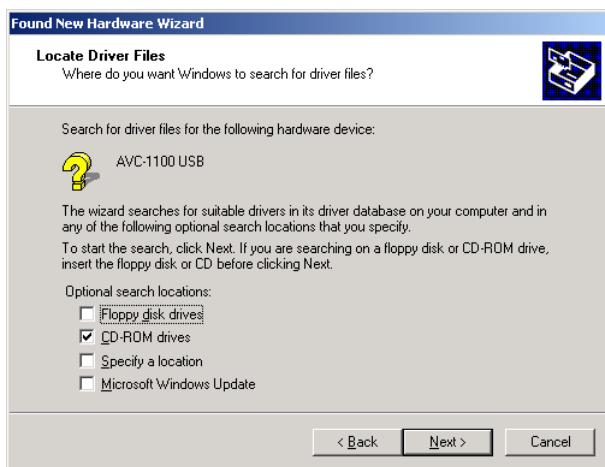 Found New Hardware Wizard
Locate Driver Files
Where do you want Windows to search for driver files?
Search for driver files for the following hardware device:
AVC-1100 USB
The wizard searches for suitable drivers in its driver database on your computer and in
any of the following optional search locations that you specify.
To start the search, click Next. If you are searching on a floppy disk or CD-ROM drive,
insert the floppy disk or CD before clicking Next.
Optional search locations:
Floppy disk drives
CD-ROM drives
Specify a location
Microsoft Windows Update
< Back
Next >
Cancel